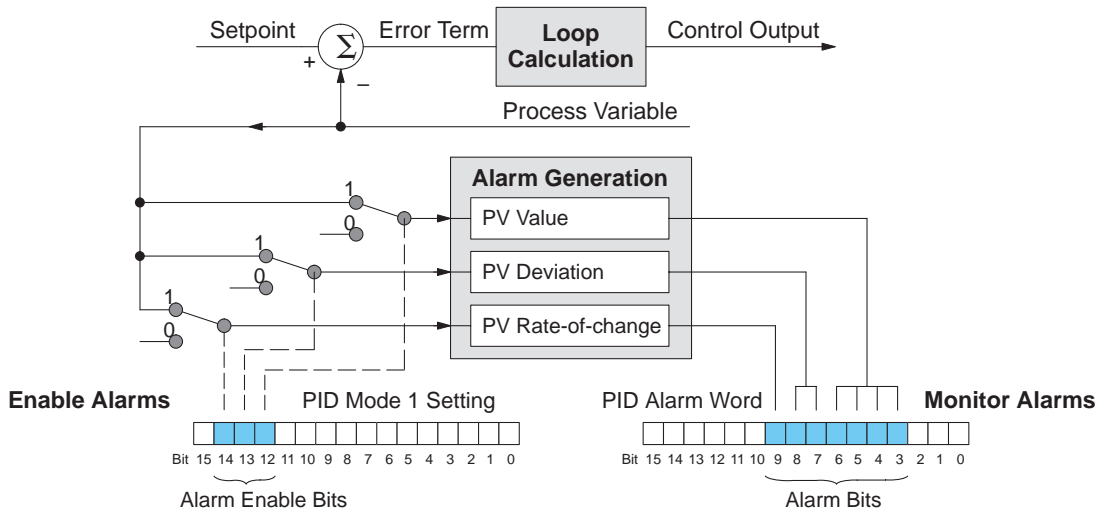 Setpoint
Error Term
Loop
Calculation
Control Output
+
Σ
−
Process Variable
Alarm Generation
1
0
PV Value
1
0
PV Deviation
1
0
PV Rate-of-change
Enable Alarms
PID Mode 1 Setting
PID Alarm Word
Monitor Alarms
Bit 15 14 13 12 11 10 9 8 7 6 5 4 3 2 1 0
Bit 15 14 13 12 11 10 9 8 7 6 5 4 3 2 1 0
Alarm Enable Bits
Alarm Bits